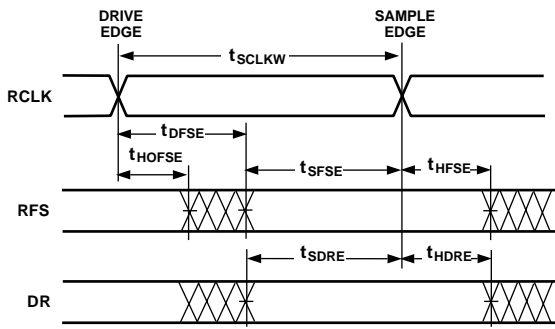 DRIVE EDGE
SAMPLE EDGE
tSCLKW
RCLK
tDFSE
tHOFSE
tSFSE
tHFSE
RFS
tSDRE
tHDRE
DR